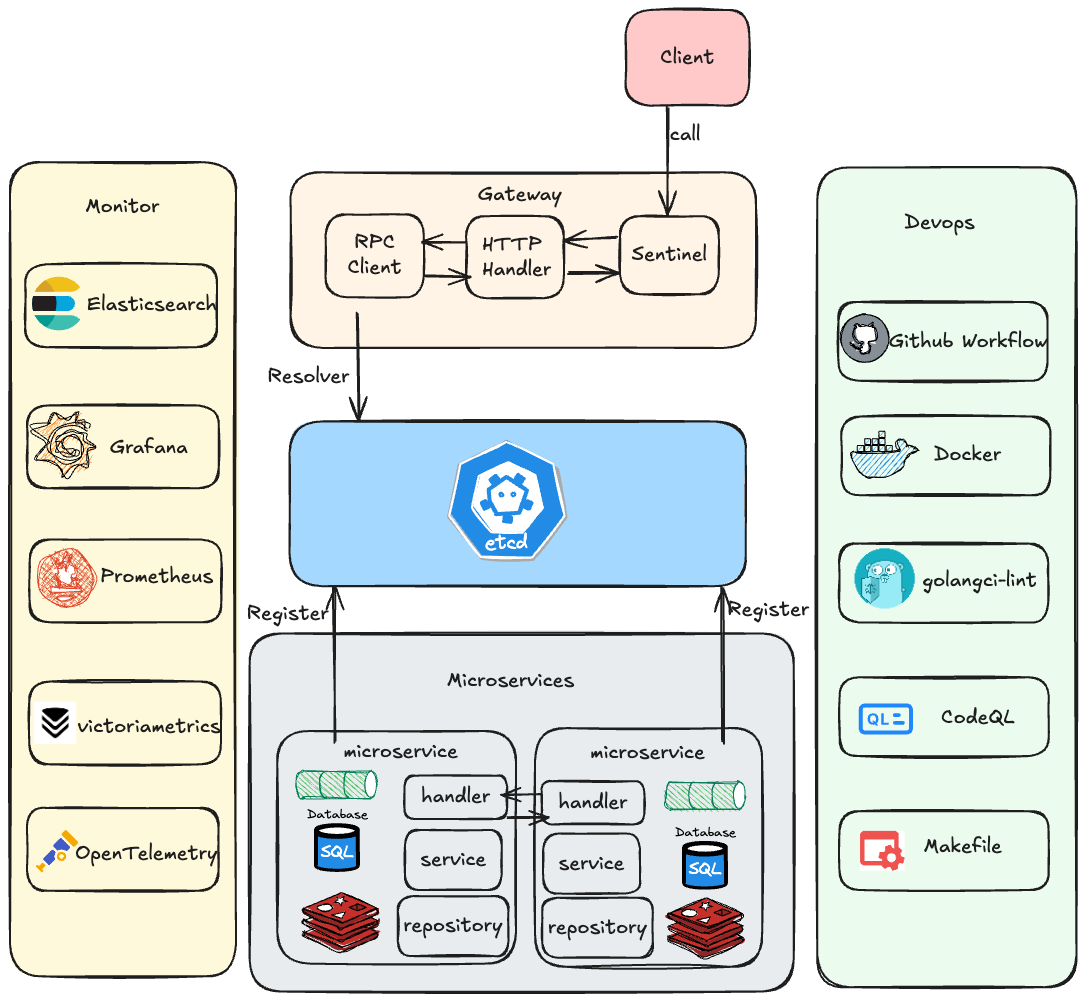 Client
call
Monitor
Elasticsearch
Grafana
Prometheus
victoriametrics
OpenTelemetry
Gateway
RPC
Client
HTTP
Handler
Sentinel
Resolver
etcd
Register
Register
Microservices
microservice
Database
SQL
handler
service
repository
microservice
handler
service
repository
Database
SQL
Devops
Github Workflow
Docker
golangci-lint
QL
CodeQL
Makefile